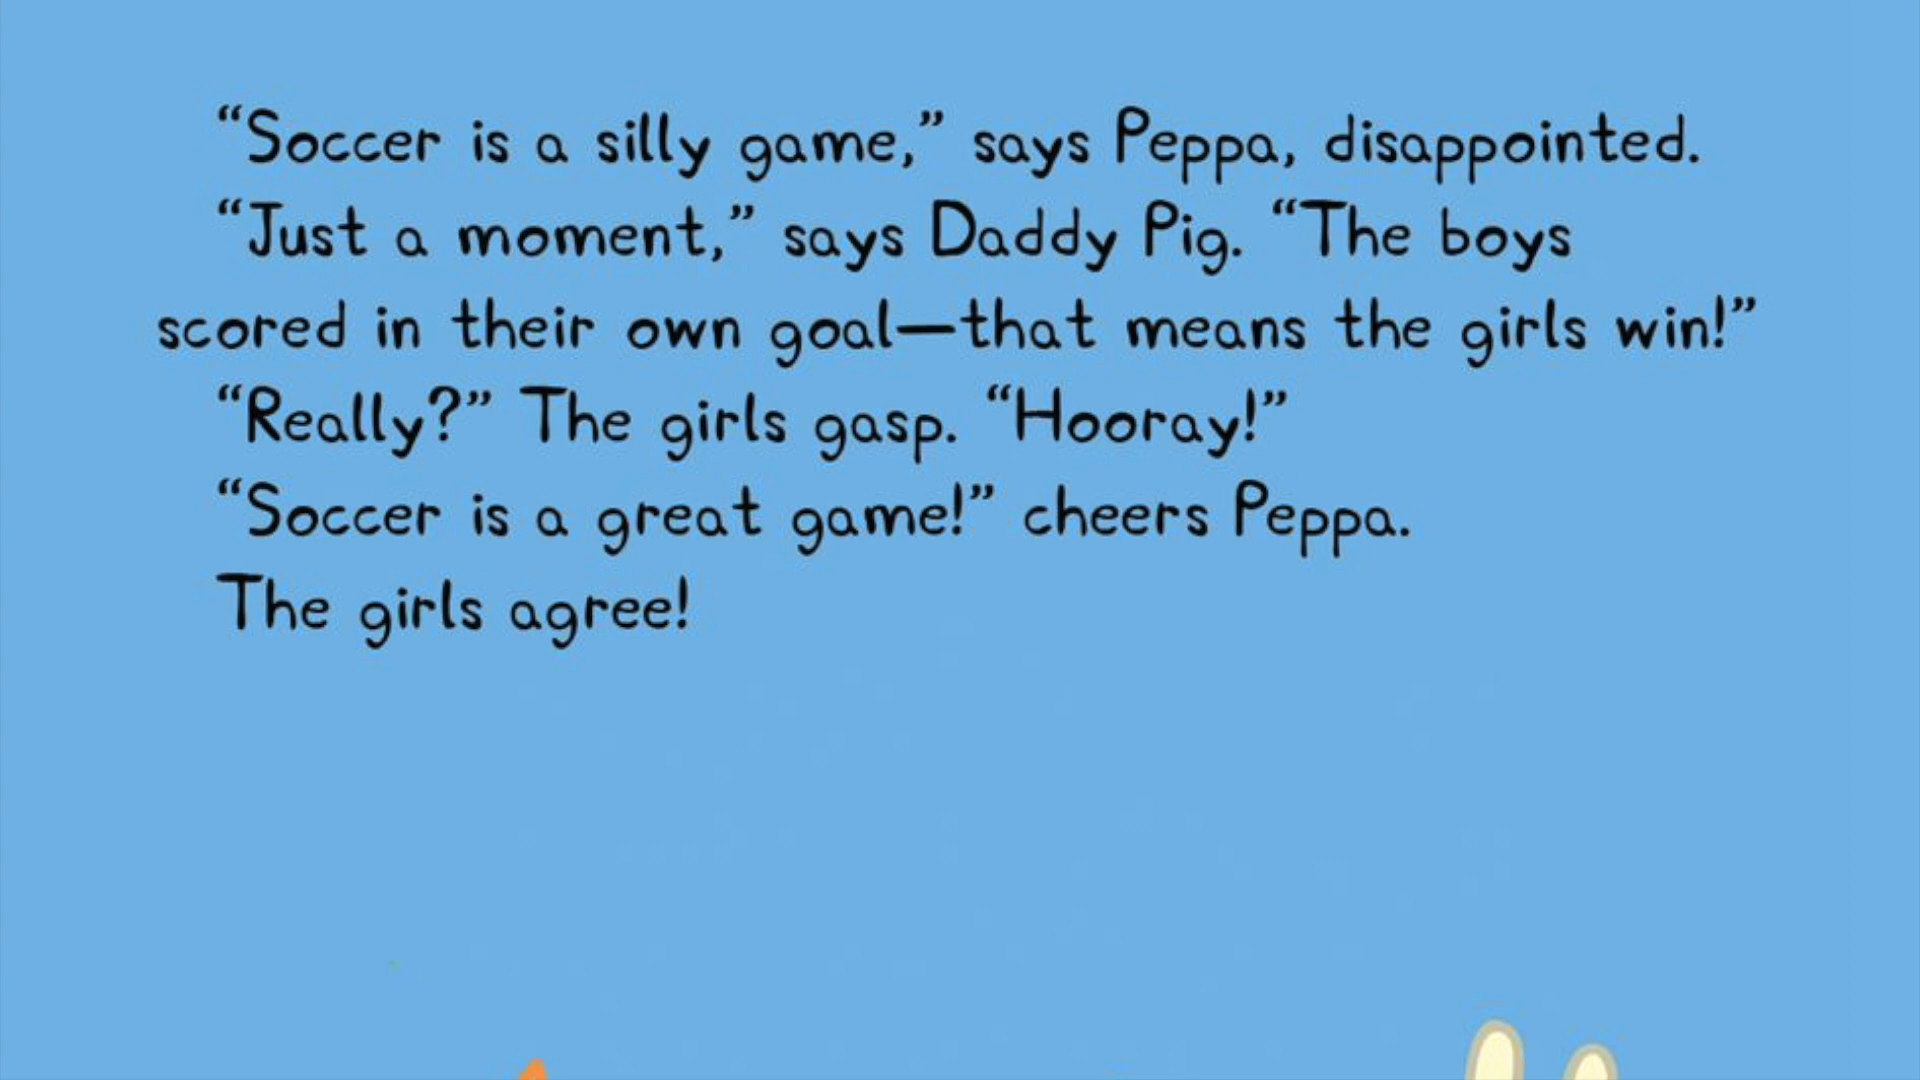 “Soccer is a silly game,” says Peppa, disappointed.
“Just a moment,” says Daddy Pig. “The boys
scored in their own goal—that means the girls win!”
“Really?” The girls gasp. “Hooray!”
“Soccer is a great game!” cheers Peppa.
The girls agree!